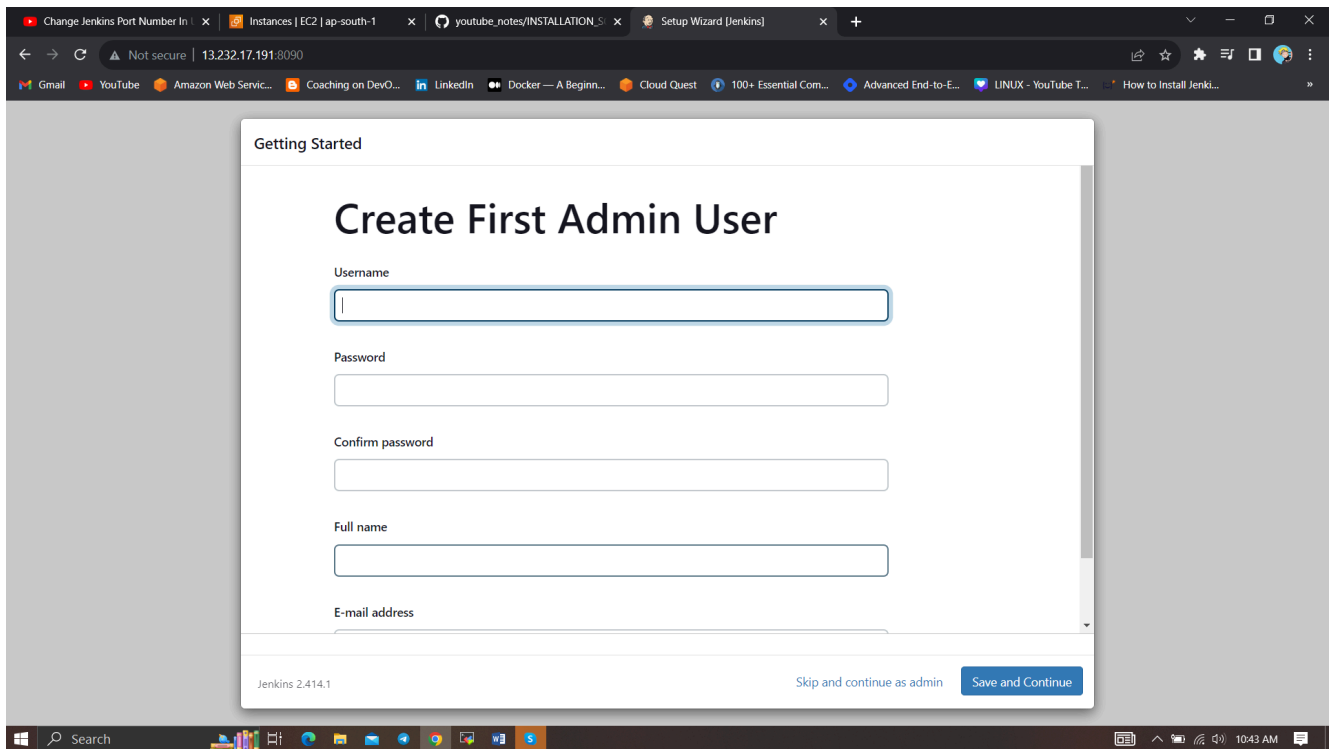 Change Jenkins Port Number In U
Instances | EC2 | ap-south-1
youtube_notes/INSTALLATION_S
Setup Wizard [Jenkins]
Not secure | 13.232.17.191:8090
Gmail
YouTube
Amazon Web Servic...
Coaching on DevO...
LinkedIn
Docker — A Beginn...
Cloud Quest
100+ Essential Com...
Advanced End-to-E...
LINUX - YouTube T...
How to Install Jenki...
»
Getting Started
Create First Admin User
Username
Password
Confirm password
Full name
E-mail address
Jenkins 2.414.1
Skip and continue as admin
Save and Continue
Search
10:43 AM